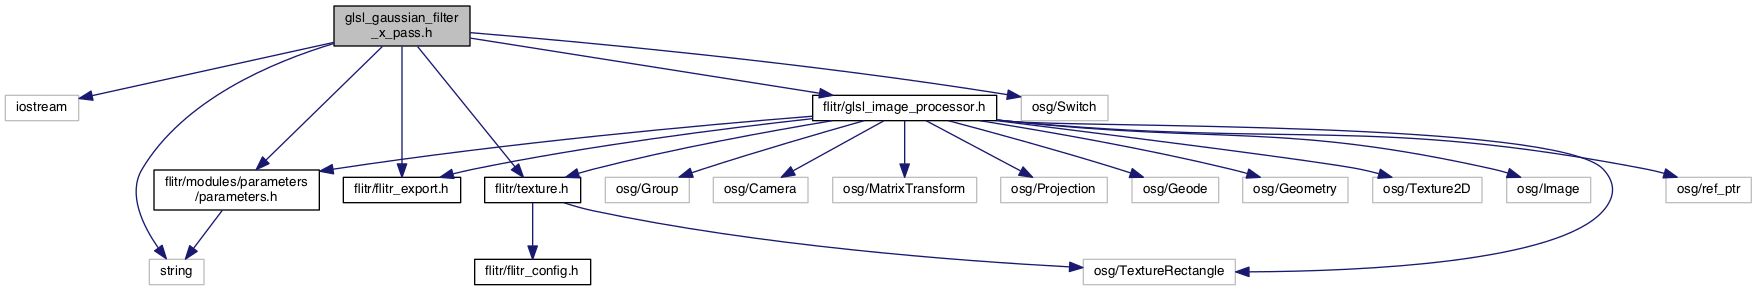 glsl_gaussian_filter
_x_pass.h
iostream
flitr/glsl_image_processor.h
osg/Switch
flitr/modules/parameters
/parameters.h
flitr/flitr_export.h
flitr/texture.h
osg/Group
osg/Camera
osg/MatrixTransform
osg/Projection
osg/Geode
osg/Geometry
osg/Texture2D
osg/Image
osg/ref_ptr
string
flitr/flitr_config.h
osg/TextureRectangle